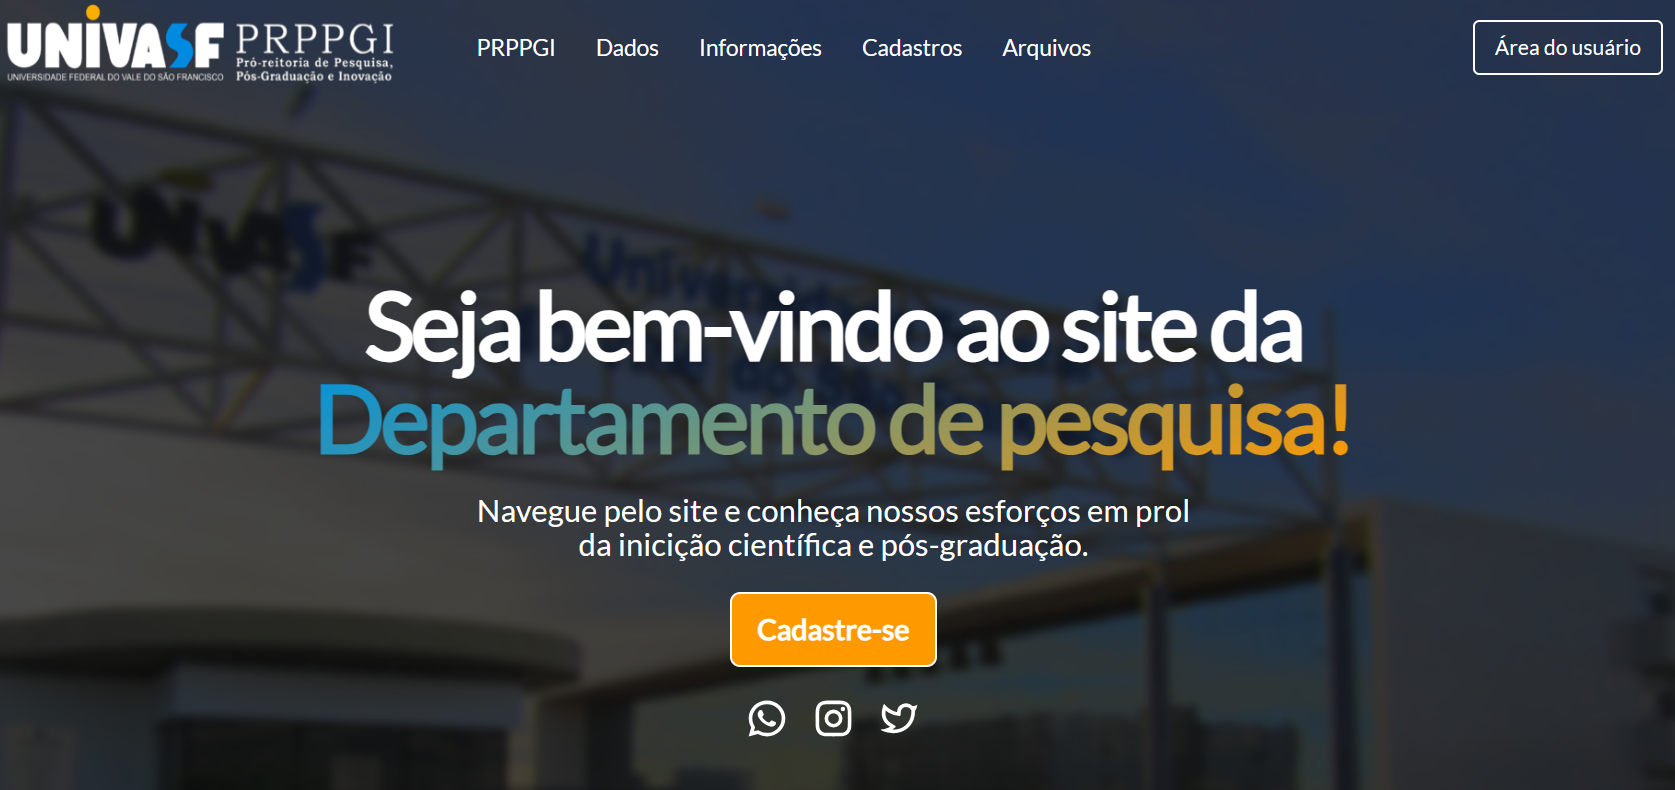 UNIVASF
UNIVERSIDADE FEDERAL DO VALE DO SÃO FRANCISCO
PRPPGI
Pró-reitoria de Pesquisa,
Pós-Graduação e Inovação
PRPPGI Dados Informações Cadastros Arquivos
Área do usuário
UNIVASF
Seja bem-vindo ao site da
Departamento de pesquisa!
Navegue pelo site e conheça nossos esforços em prol
da inicição científica e pós-graduação.
Cadastre-se